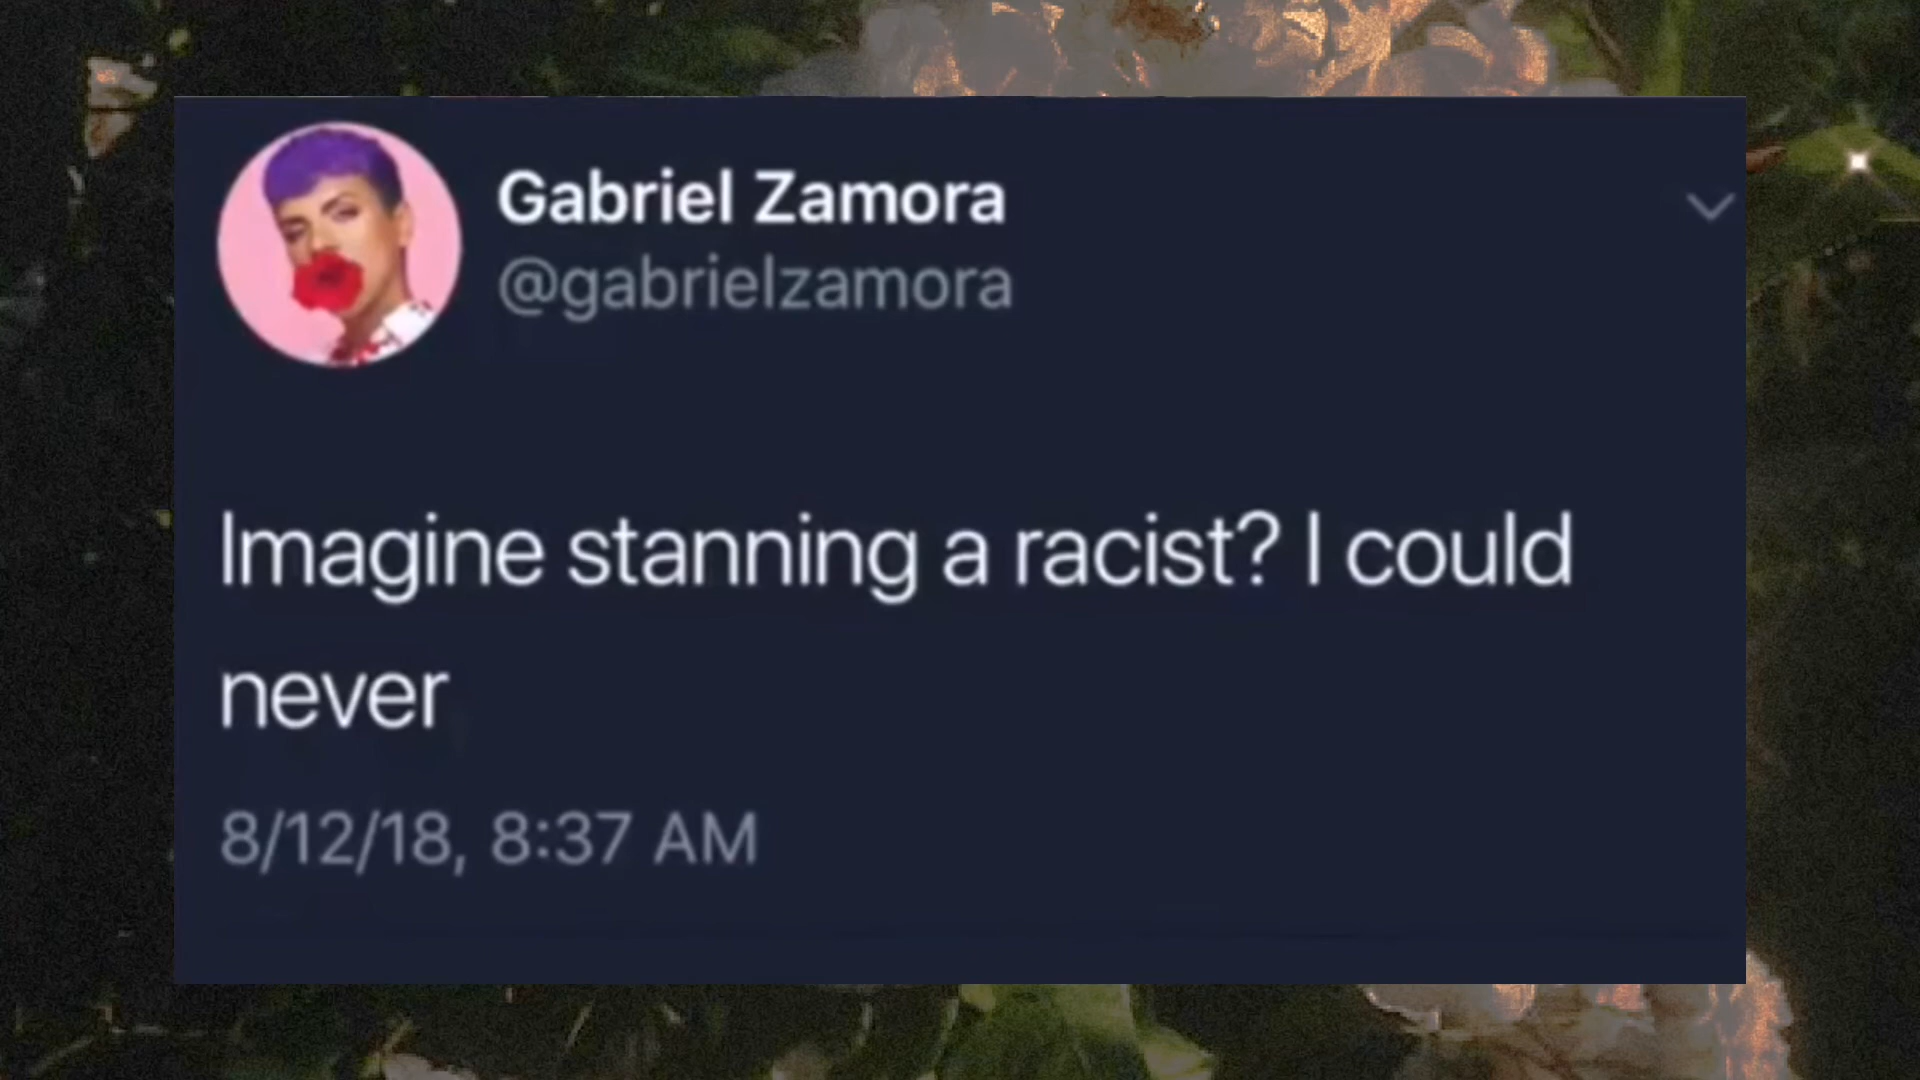 Gabriel Zamora
@gabrielzamora
Imagine stanning a racist? I could
never
8/12/18, 8:37 AM